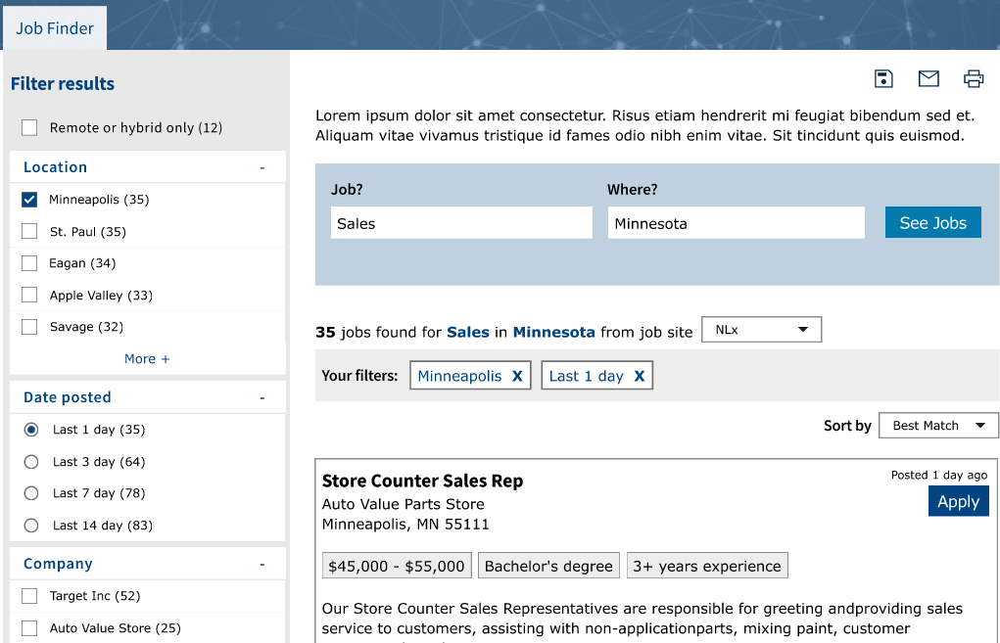 Job Finder
Filter results
Remote or hybrid only (12)
Location -
Minneapolis (35)
St. Paul (35)
Eagan (34)
Apple Valley (33)
Savage (32)
More +
Date posted -
Last 1 day (35)
Last 3 day (64)
Last 7 day (78)
Last 14 day (83)
Company -
Target Inc (52)
Auto Value Store (25)
Lorem ipsum dolor sit amet consectetur. Risus etiam hendrerit mi feugiat bibendum sed et.
Aliquam vitae vivamus tristique id fames odio nibh enim vitae. Sit tincidunt quis euismod.
Job? Where?
Sales Minnesota See Jobs
35 jobs found for Sales in Minnesota from job site NLx
Your filters: Minneapolis X Last 1 day X
Sort by Best Match
Posted 1 day ago
Store Counter Sales Rep
Auto Value Parts Store Apply
Minneapolis, MN 55111
$45,000 - $55,000 Bachelor's degree 3+ years experience
Our Store Counter Sales Representatives are responsible for greeting andproviding sales
service to customers, assisting with non-applicationparts, mixing paint, customer